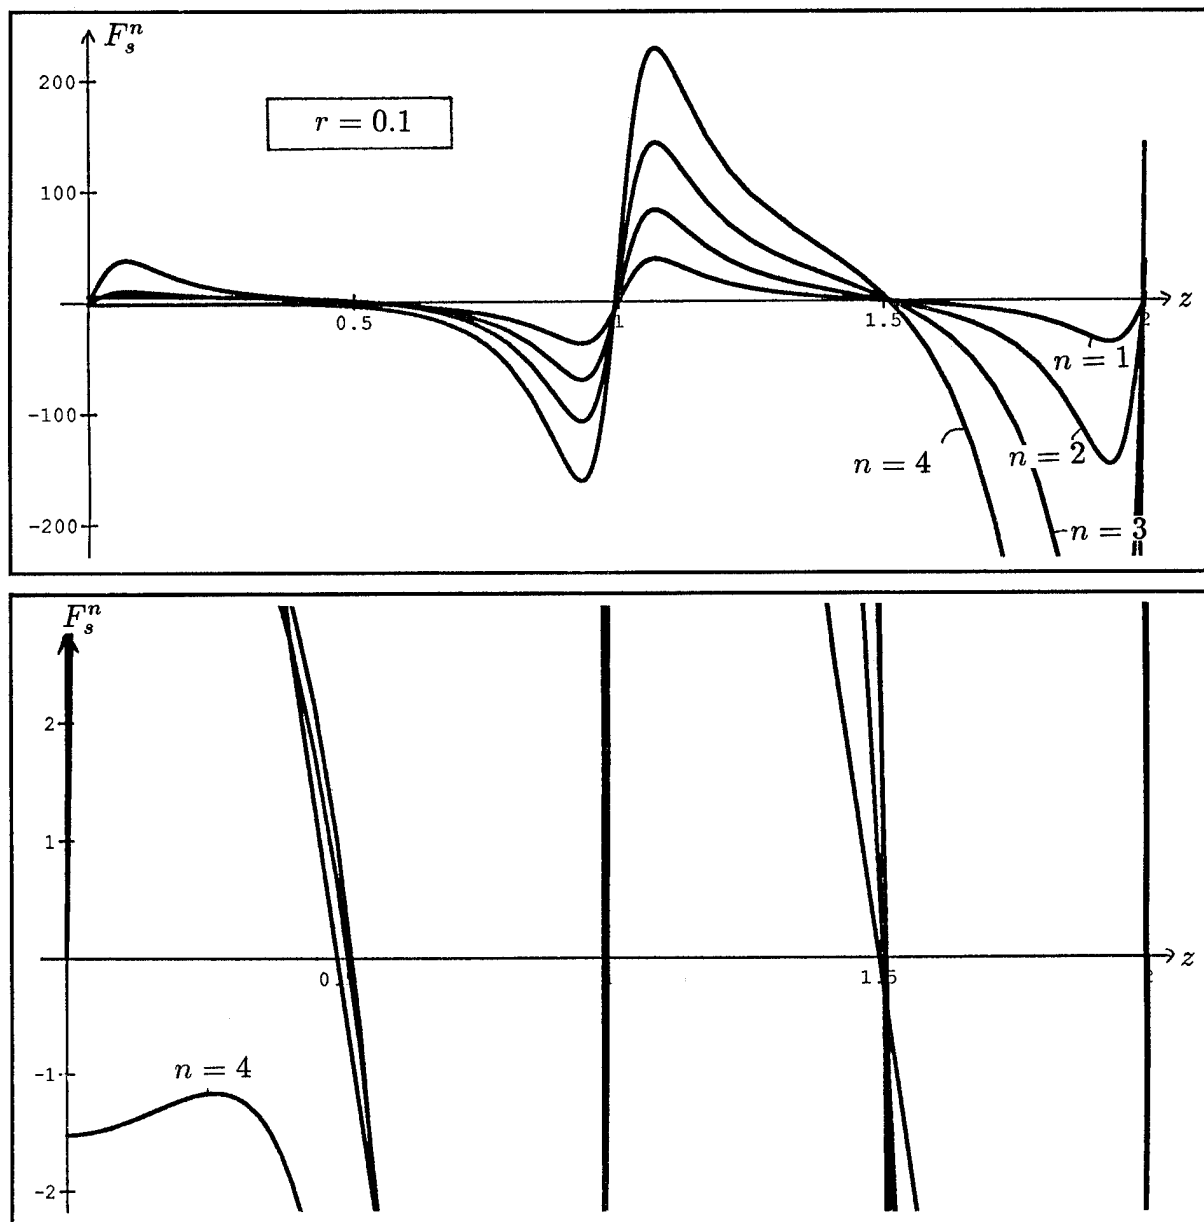 F_s^n
200
r = 0.1
100
z
0.5
1
1.5
2
n = 1
-100
n = 4
n = 2
-200
n = 3
F_s^n
2
1
z
0.
1.5
-1
n = 4
-2